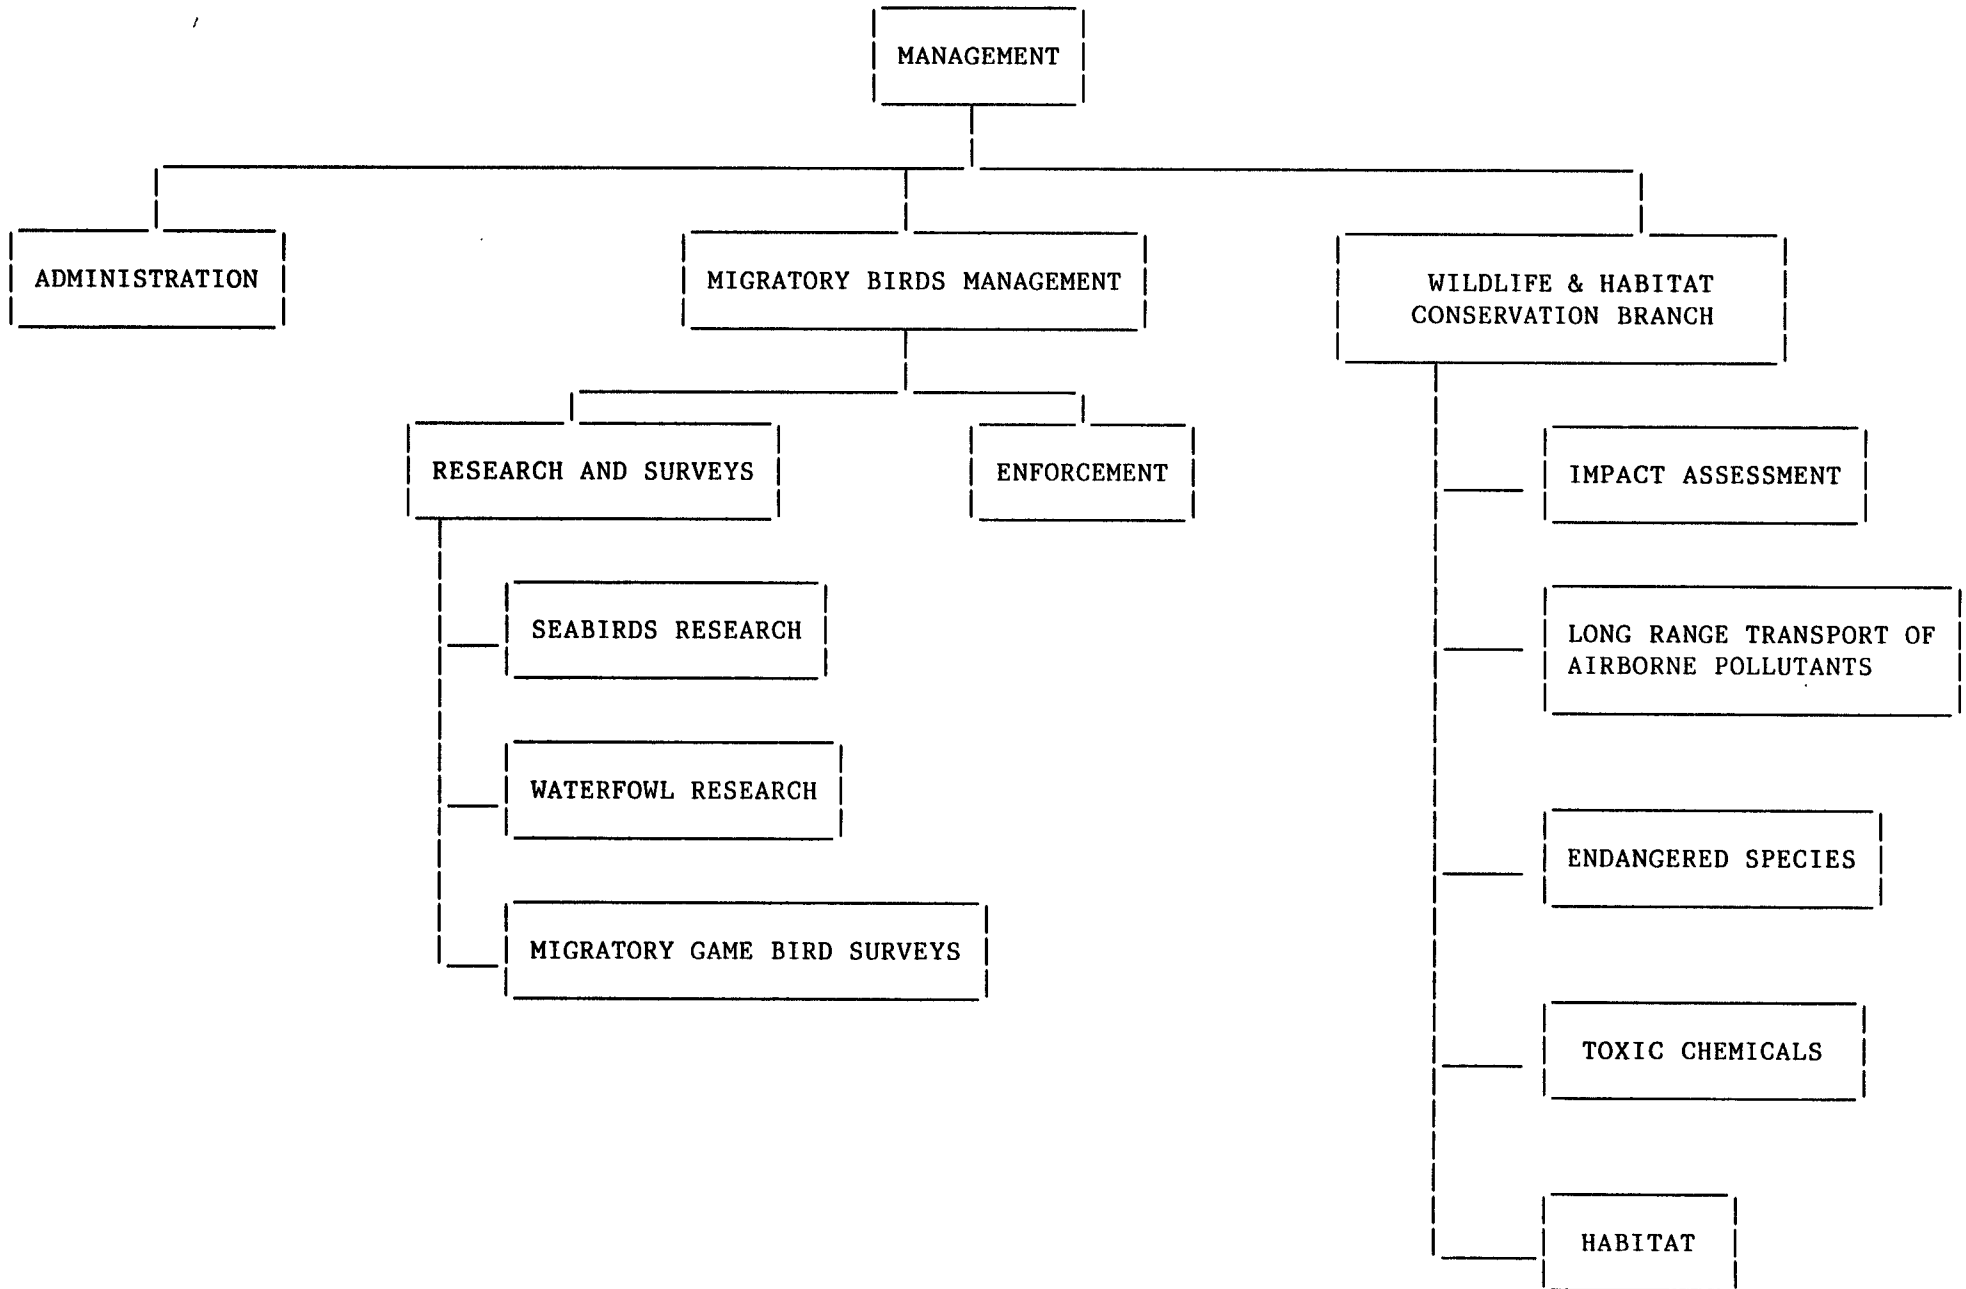 MANAGEMENT
ADMINISTRATION
MIGRATORY BIRDS MANAGEMENT
WILDLIFE & HABITAT
CONSERVATION BRANCH
RESEARCH AND SURVEYS
ENFORCEMENT
SEABIRDS RESEARCH
WATERFOWL RESEARCH
MIGRATORY GAME BIRD SURVEYS
IMPACT ASSESSMENT
LONG RANGE TRANSPORT OF
AIRBORNE POLLUTANTS
ENDANGERED SPECIES
TOXIC CHEMICALS
HABITAT